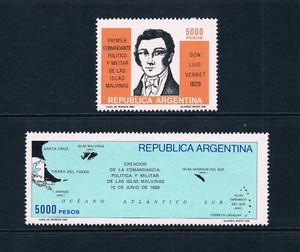 PRIMER
COMANDANTE
POLITICO
Y MILITAR
DE LAS
ISLAS
MALVINAS
5000
PESOS
DON
LUIS
VERNET
1829
REPUBLICA ARGENTINA
REPUBLICA ARGENTINA
SANTA CRUZ
ISLAS MALVINAS
TIERRA DEL FUEGO
CREACION
DE LA COMANDANCIA
POLITICA Y MILITAR
DE LAS ISLAS MALVINAS
10 DE JUNIO DE 1829
ISLAS GEORGIAS DEL SUR
OCÉANO ATLÁNTICO SUR
5000
PESOS